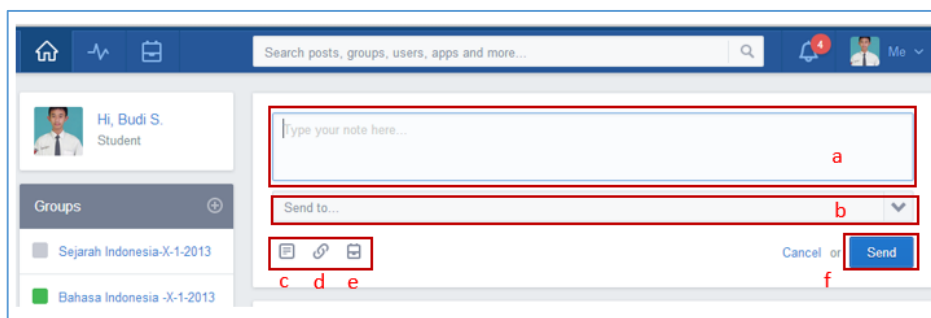 Search posts, groups, users, apps and more...
4
Me
Hi, Budi S.
Student
Type your note here...
a
Groups
Send to...
b
Sejarah Indonesia-X-1-2013
Cancel or Send
c d e
f
Bahasa Indonesia -X-1-2013